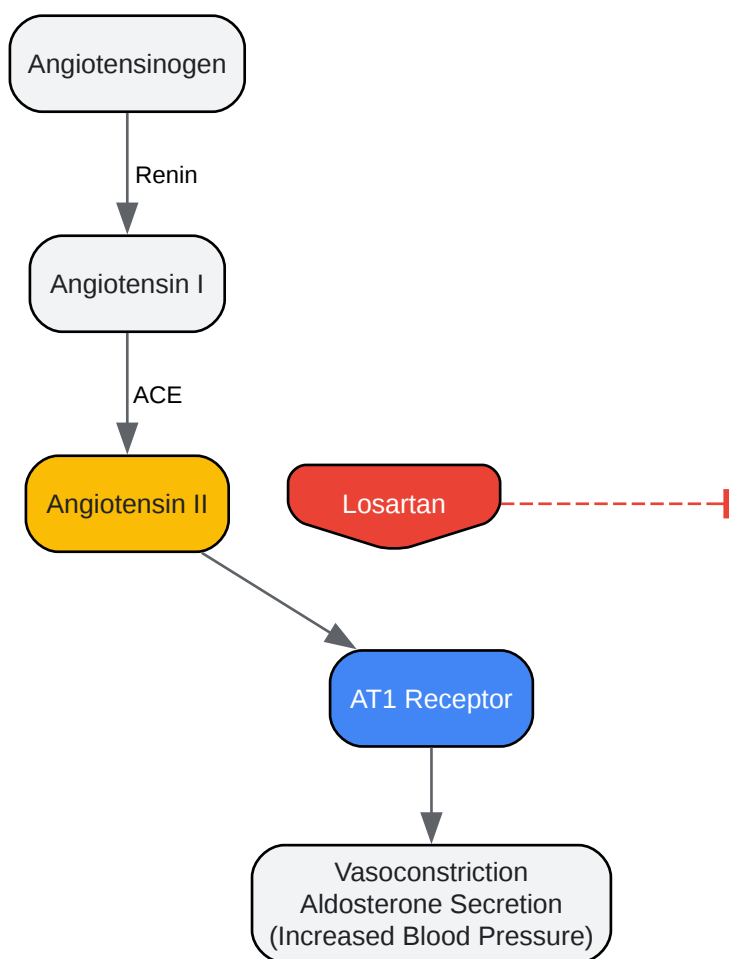 Angiotensinogen
Renin
Angiotensin I
ACE
Angiotensin II
Losartan
AT1 Receptor
Vasoconstriction
Aldosterone Secretion
(Increased Blood Pressure)